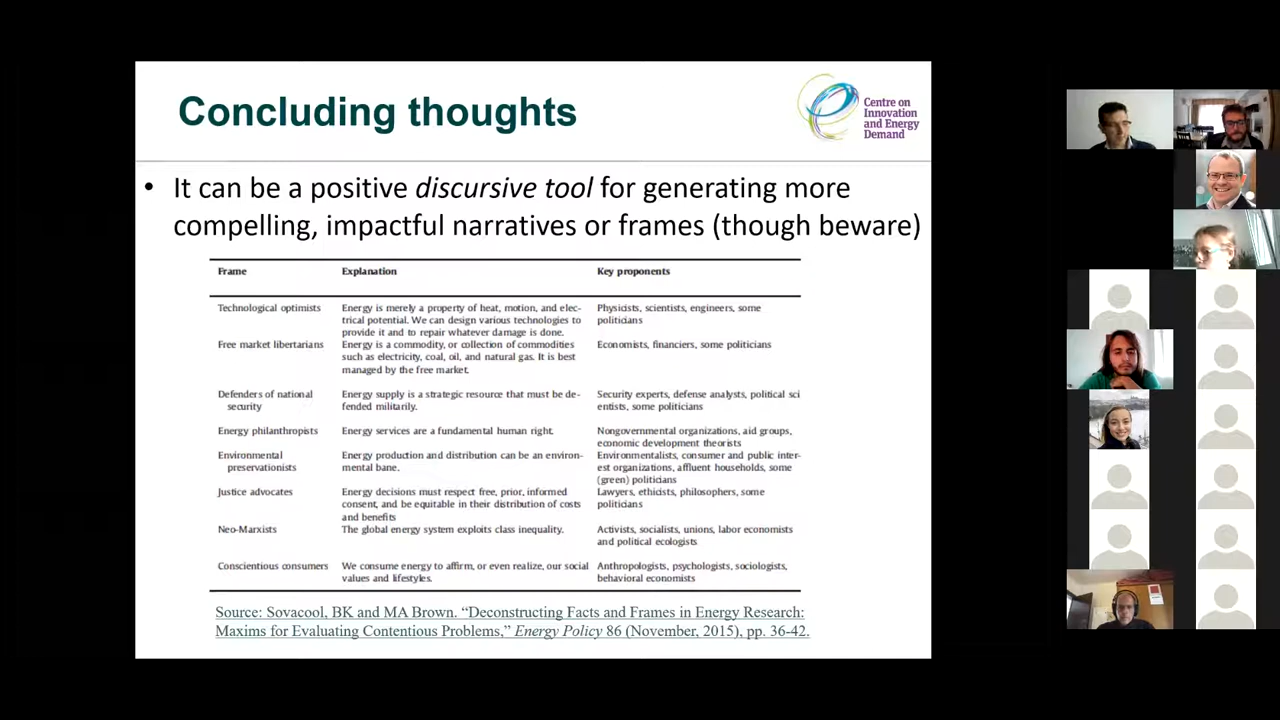 Concluding thoughts
Centre on
Innovation
and Energy
Demand
• It can be a positive discursive tool for generating more
compelling, impactful narratives or frames (though beware)
Frame Explanation Key proponents
Technological optimists Energy is merely a property of heat, motion, and elec- Physicists, scientists, engineers, some
trical potential. We can design various technologies to politicians
provide it and to repair whatever damage is done.
Free market libertarians Energy is a commodity, or collection of commodities Economists, financiers, some politicians
such as electricity, coal, oil, and natural gas. It is best
managed by the free market.
Defenders of national Energy supply is a strategic resource that must be de- Security experts, defense analysts, political sci
security fended militarily. entists, some politicians
Energy philanthropists Energy services are a fundamental human right. Nongovernmental organizations, aid groups,
economic development theorists
Environmental Energy production and distribution can be an environ- Environmentalists, consumer and public inter-
preservationists mental bane. est organizations, affluent households, some
(green) politicians
Justice advocates Energy decisions must respect free, prior, informed Lawyers, ethicists, philosophers, some
consent, and be equitable in their distribution of costs politicians
and benefits
Neo-Marxists The global energy system exploits class inequality. Activists, socialists, unions, labor economists
and political ecologists
Conscientious consumers We consume energy to affirm, or even realize, our social Anthropologists, psychologists, sociologists,
values and lifestyles. behavioral economists
Source: Sovacool, BK and MA Brown. “Deconstructing Facts and Frames in Energy Research:
Maxims for Evaluating Contentious Problems,” Energy Policy 86 (November, 2015), pp. 36-42.